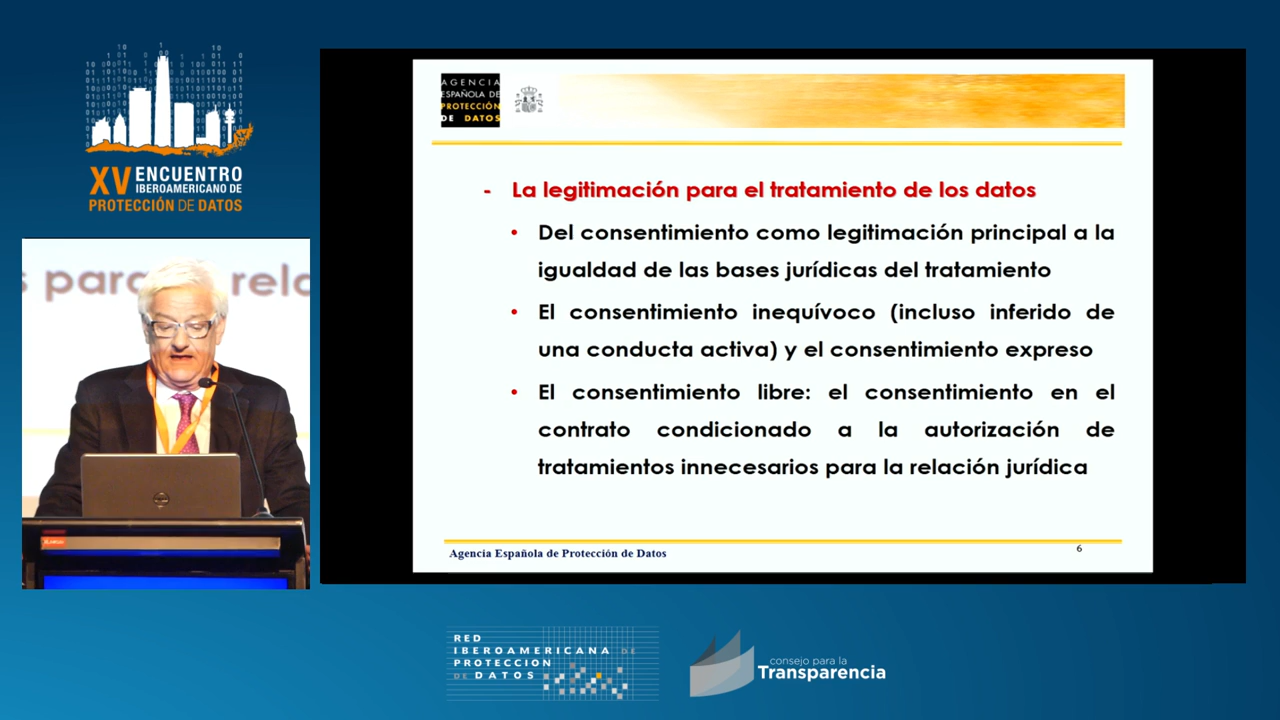 XV ENCUENTRO
IBEROAMERICANO DE
PROTECCIÓN DE DATOS
para
AGENCIA
ESPAÑOLA DE
PROTECCIÓN
DE DATOS
- La legitimación para el tratamiento de los datos
• Del consentimiento como legitimación principal a la
igualdad de las bases jurídicas del tratamiento
• El consentimiento inequívoco (incluso inferido de
una conducta activa) y el consentimiento expreso
• El consentimiento libre: el consentimiento en el
contrato condicionado a la autorización de
tratamientos innecesarios para la relación jurídica
Agencia Española de Protección de Datos
6
RED
IBEROAMERICANA DE
PROTECCION
DE DATOS
consejo para la
Transparencia